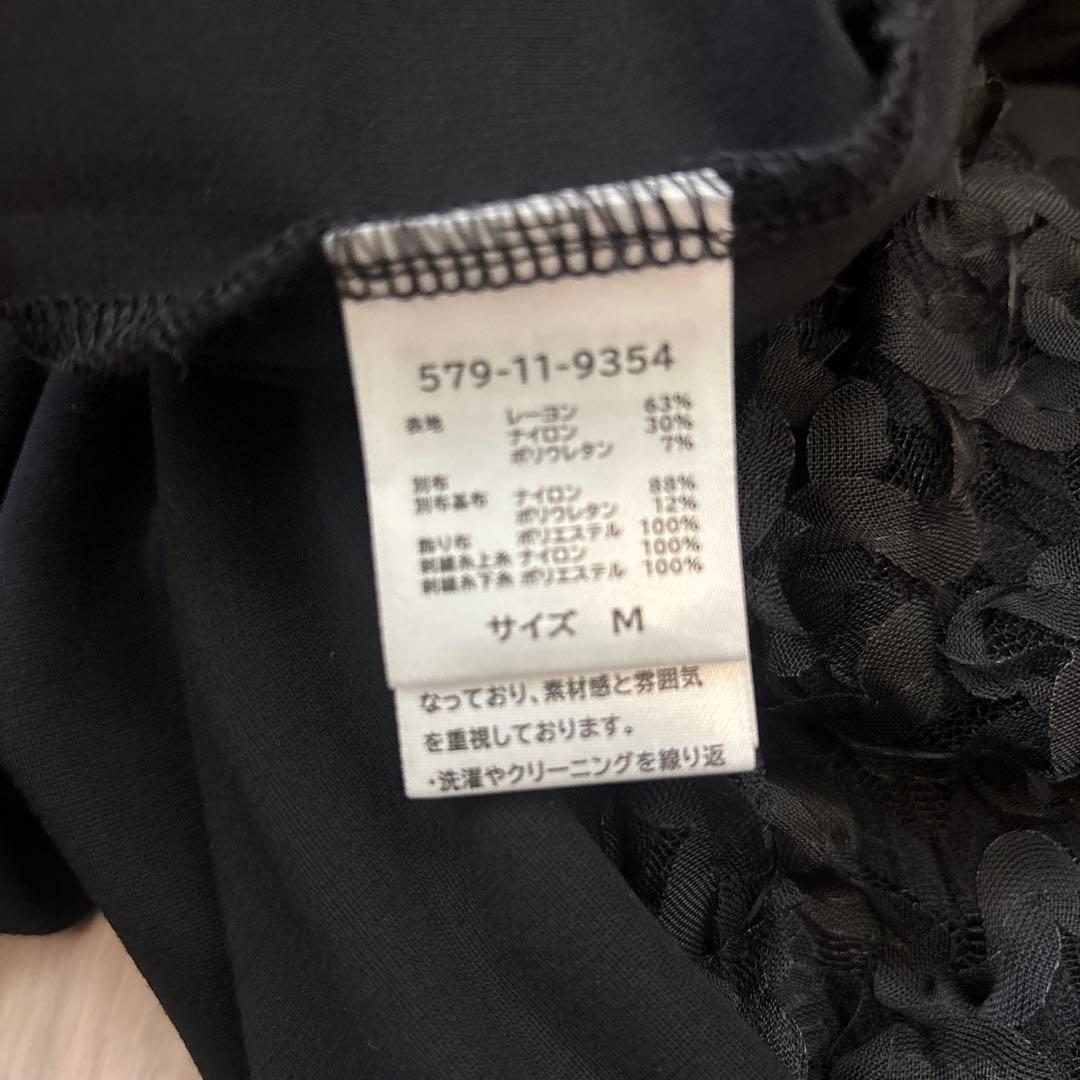 579-11-9354
表地 レーヨン 63%
ナイロン 30%
ポリウレタン 7%
別布
別布基布 ナイロン 88%
ポリウレタン 12%
飾り布 ポリエステル 100%
刺繍糸上糸 ナイロン 100%
刺繍糸下糸 ポリエステル 100%
サイズ M
なっており、素材感と雰囲気
を重視しております。
・洗濯やクリーニングを繰り返